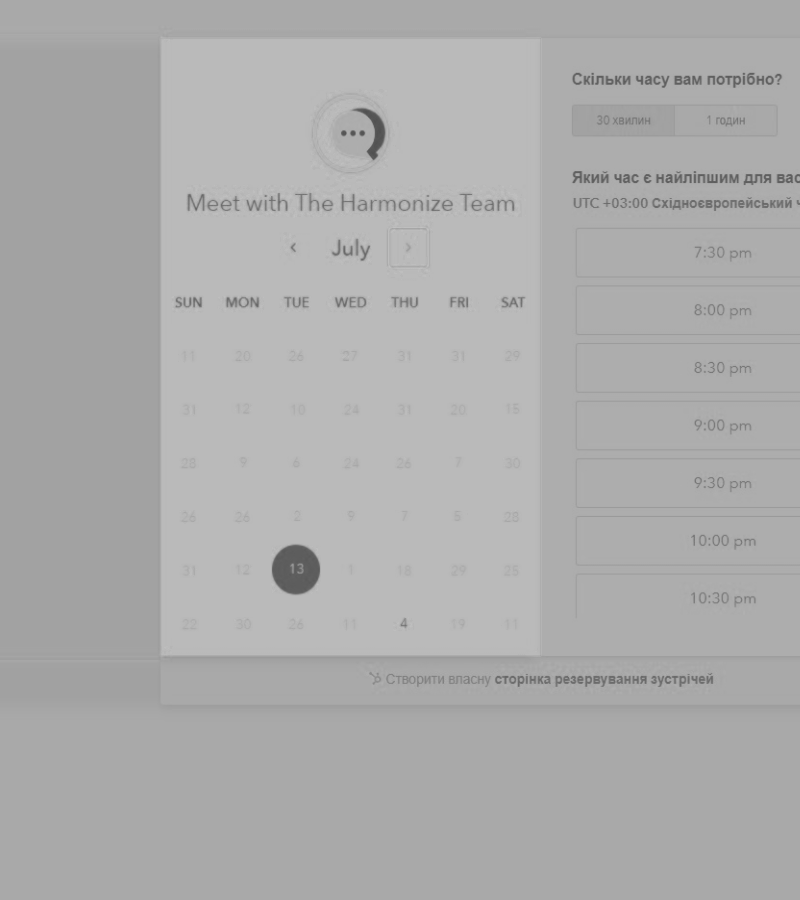 Meet with The Harmonize Team
‹ July ›
SUN MON TUE WED THU FRI SAT
11 20 26 27 31 31 29
31 12 10 24 31 20 15
28 9 6 24 26 7 30
26 26 2 9 7 5 28
31 12 13 1 18 29 25
22 30 26 11 4 19 11
Скільки часу вам потрібно?
30 хвилин 1 годин
Який час є найліпшим для вас
UTC +03:00 Східноєвропейський ч
7:30 pm
8:00 pm
8:30 pm
9:00 pm
9:30 pm
10:00 pm
10:30 pm
Створити власну сторінка резервування зустрічей